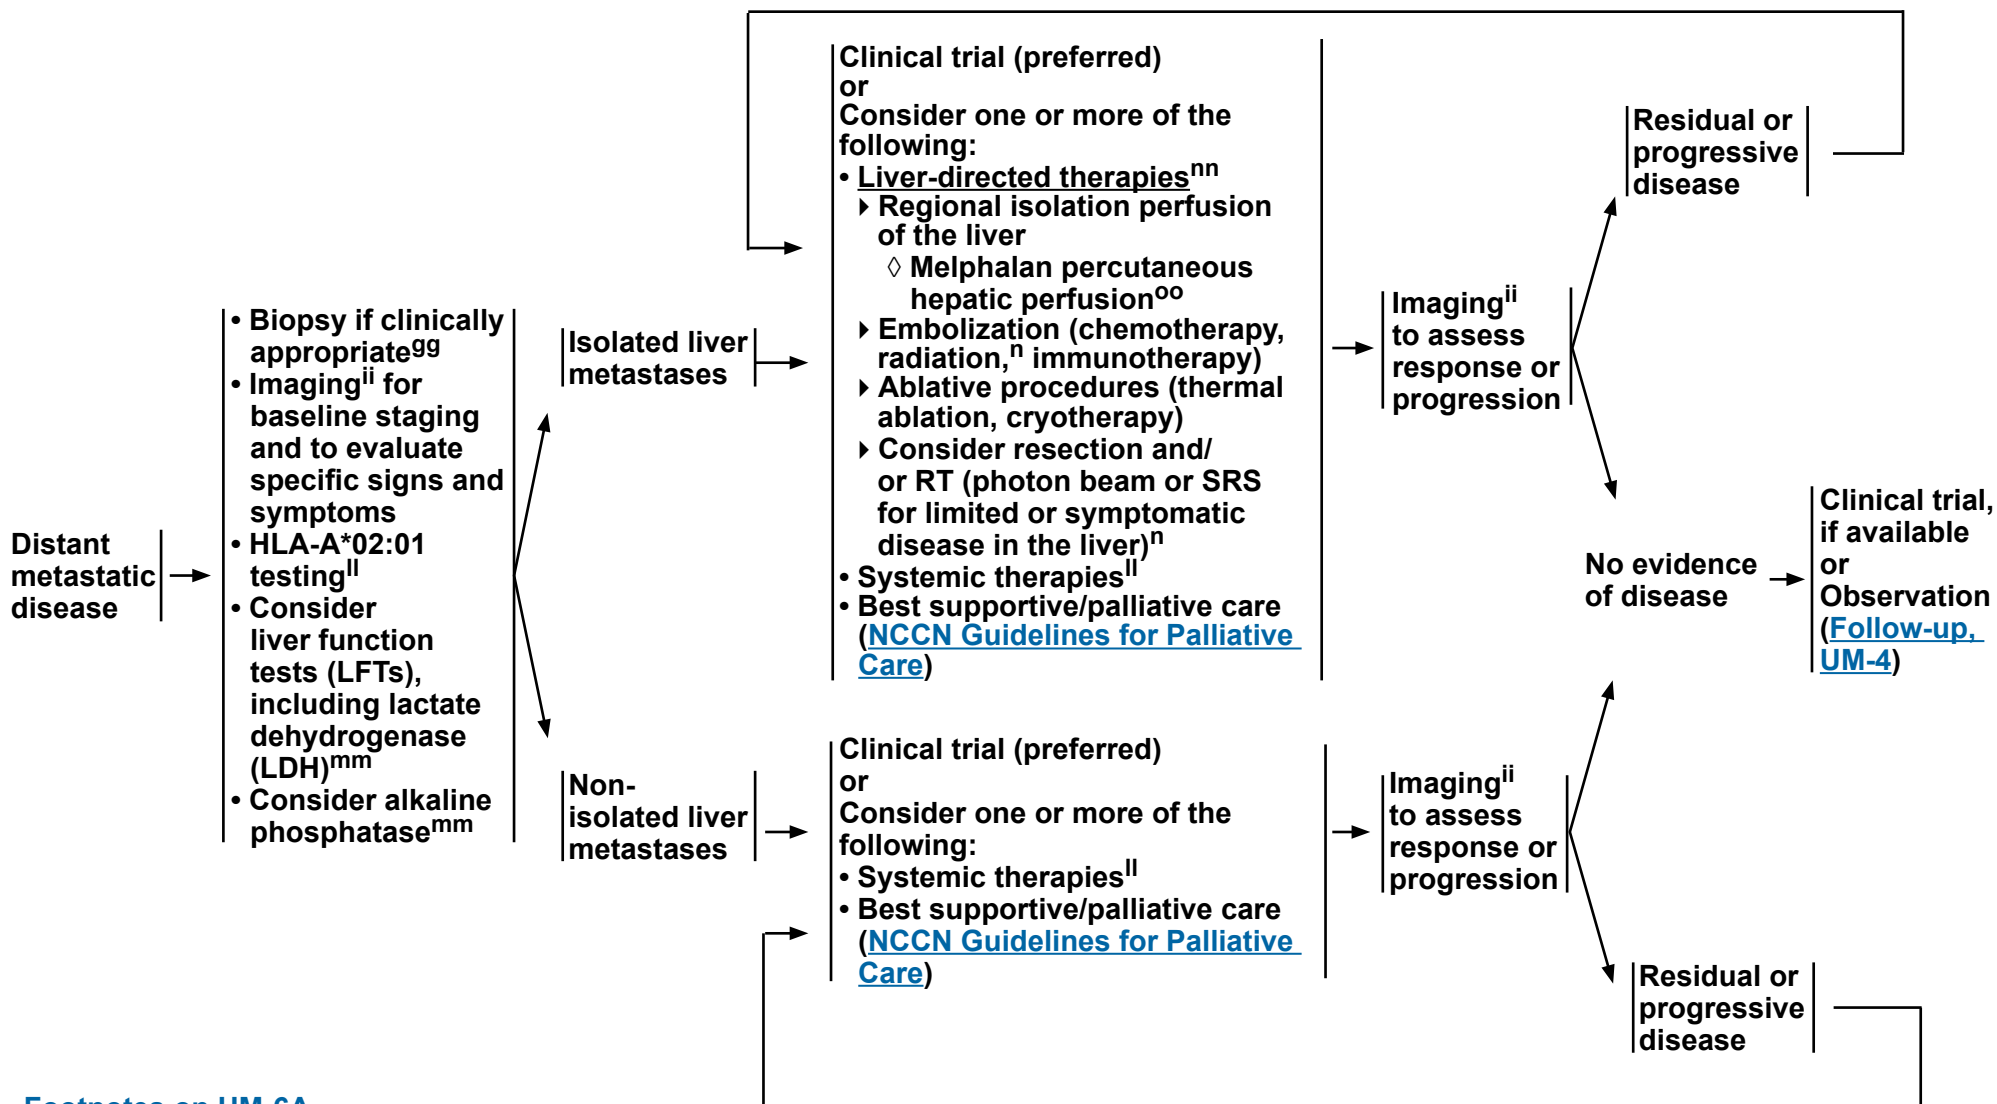 Distant
metastatic
disease
• Biopsy if clinically
appropriategg
• Imagingii for
baseline staging
and to evaluate
specific signs and
symptoms
• HLA-A*02:01
testingll
• Consider
liver function
tests (LFTs),
including lactate
dehydrogenase
(LDH)mm
• Consider alkaline
phosphatasemm
Isolated liver
metastases
Clinical trial (preferred)
or
Consider one or more of the
following:
• Liver-directed therapiesnn
Regional isolation perfusion
of the liver
◊ Melphalan percutaneous
hepatic perfusionoo
Embolization (chemotherapy,
radiation,n immunotherapy)
Ablative procedures (thermal
ablation, cryotherapy)
Consider resection and/
or RT (photon beam or SRS
for limited or symptomatic
disease in the liver)n
• Systemic therapiesll
• Best supportive/palliative care
(NCCN Guidelines for Palliative
Care)
Imagingii
to assess
response or
progression
Residual or
progressive
disease
No evidence
of disease
Clinical trial,
if available
or
Observation
(Follow-up,
UM-4)
Non-
isolated liver
metastases
Clinical trial (preferred)
or
Consider one or more of the
following:
• Systemic therapiesll
• Best supportive/palliative care
(NCCN Guidelines for Palliative
Care)
Imagingii
to assess
response or
progression
Residual or
progressive
disease
Footnotes on UM-6A